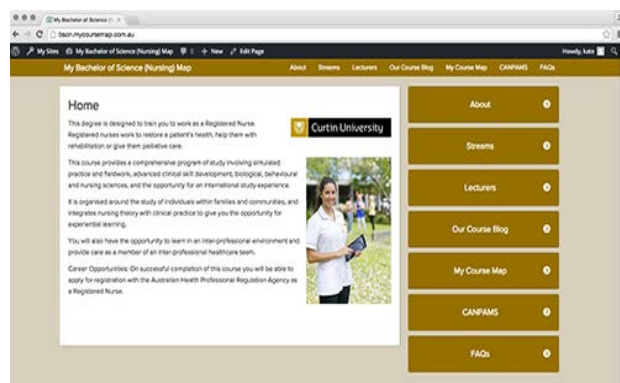 My Bachelor of Science (N
bson.mycoursemap.com.au
My Sites My Bachelor of Science (Nursing) Map New Edit Page Howdy, kate
My Bachelor of Science (Nursing) Map About Streams Lecturers Our Course Blog My Course Map CANPAMS FAQs
Home
This degree is designed to train you to work as a Registered Nurse.
Registered nurses work to restore a patient's health, help them with
rehabilitation or give them palliative care.
Curtin University
This course provides a comprehensive program of study involving simulated
practice and fieldwork, advanced clinical skill development, biological, behavioural
and nursing sciences, and the opportunity for an international study experience.
It is organised around the study of individuals within families and communities, and
integrates nursing theory with clinical practice to give you the opportunity for
experiential learning.
You will also have the opportunity to learn in an inter-professional environment and
provide care as a member of an inter-professional healthcare team.
Career Opportunities: On successful completion of this course you will be able to
apply for registration with the Australian Health Professional Regulation Agency as
a Registered Nurse.
About
Streams
Lecturers
Our Course Blog
My Course Map
CANPAMS
FAQs